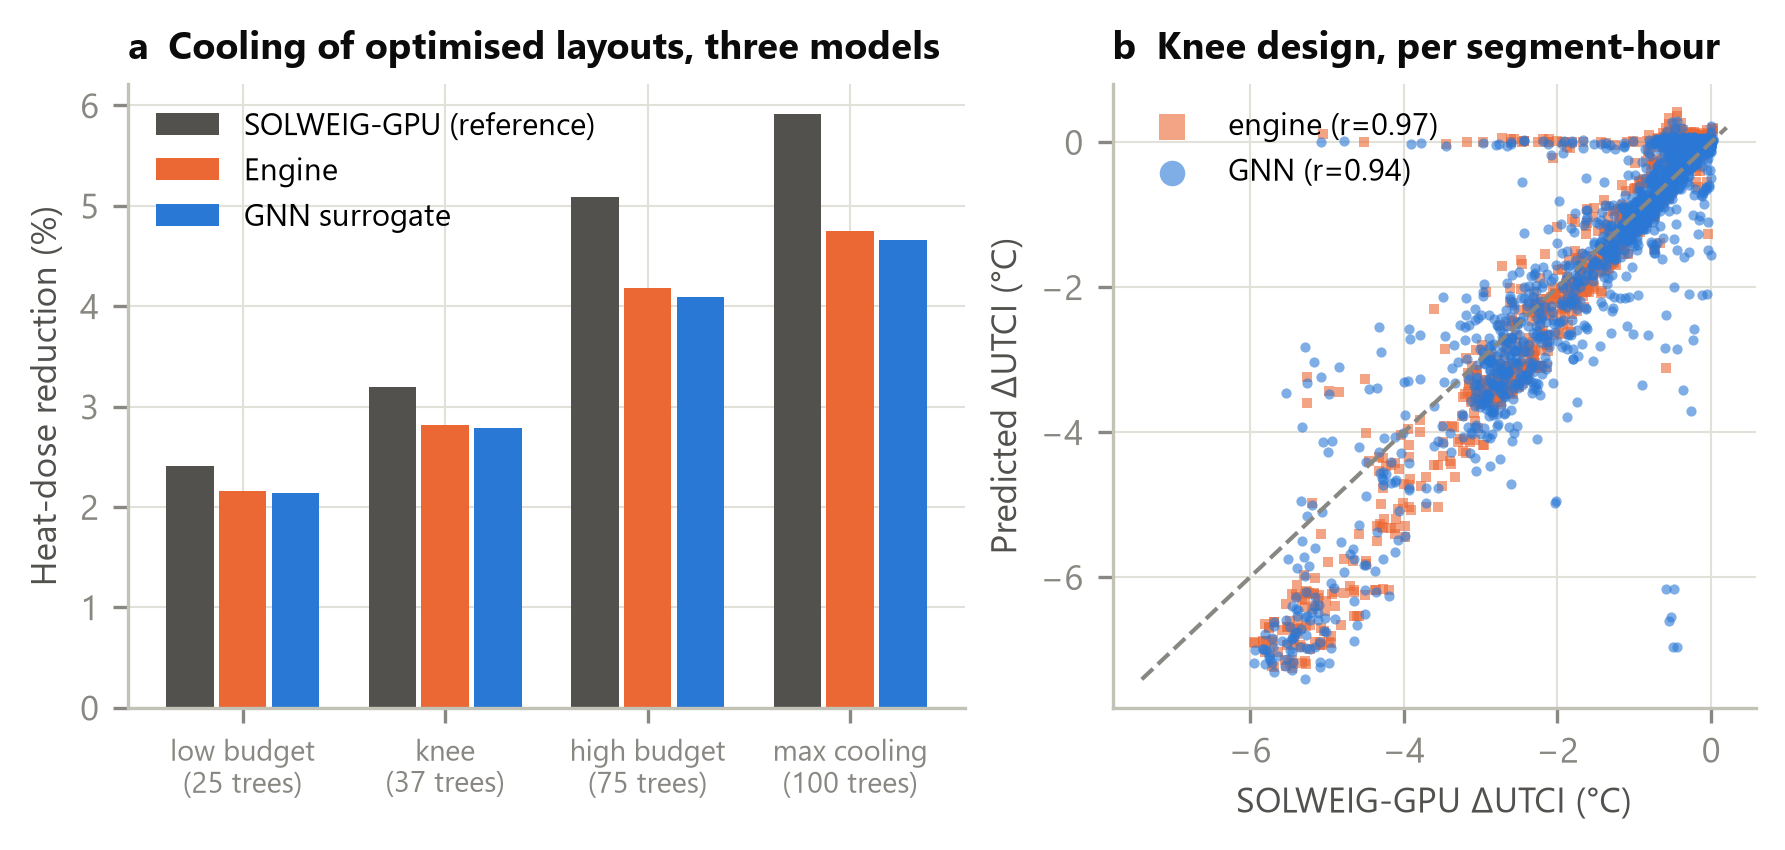 a Cooling of optimised layouts, three models
6
5
4
3
2
1
0
Heat-dose reduction (%)
SOLWEIG-GPU (reference)
Engine
GNN surrogate
low budget
(25 trees)
knee
(37 trees)
high budget
(75 trees)
max cooling
(100 trees)
b Knee design, per segment-hour
engine (r=0.97)
GNN (r=0.94)
0
−2
−4
−6
Predicted ΔUTCI (°C)
−6
−4
−2
0
SOLWEIG-GPU ΔUTCI (°C)